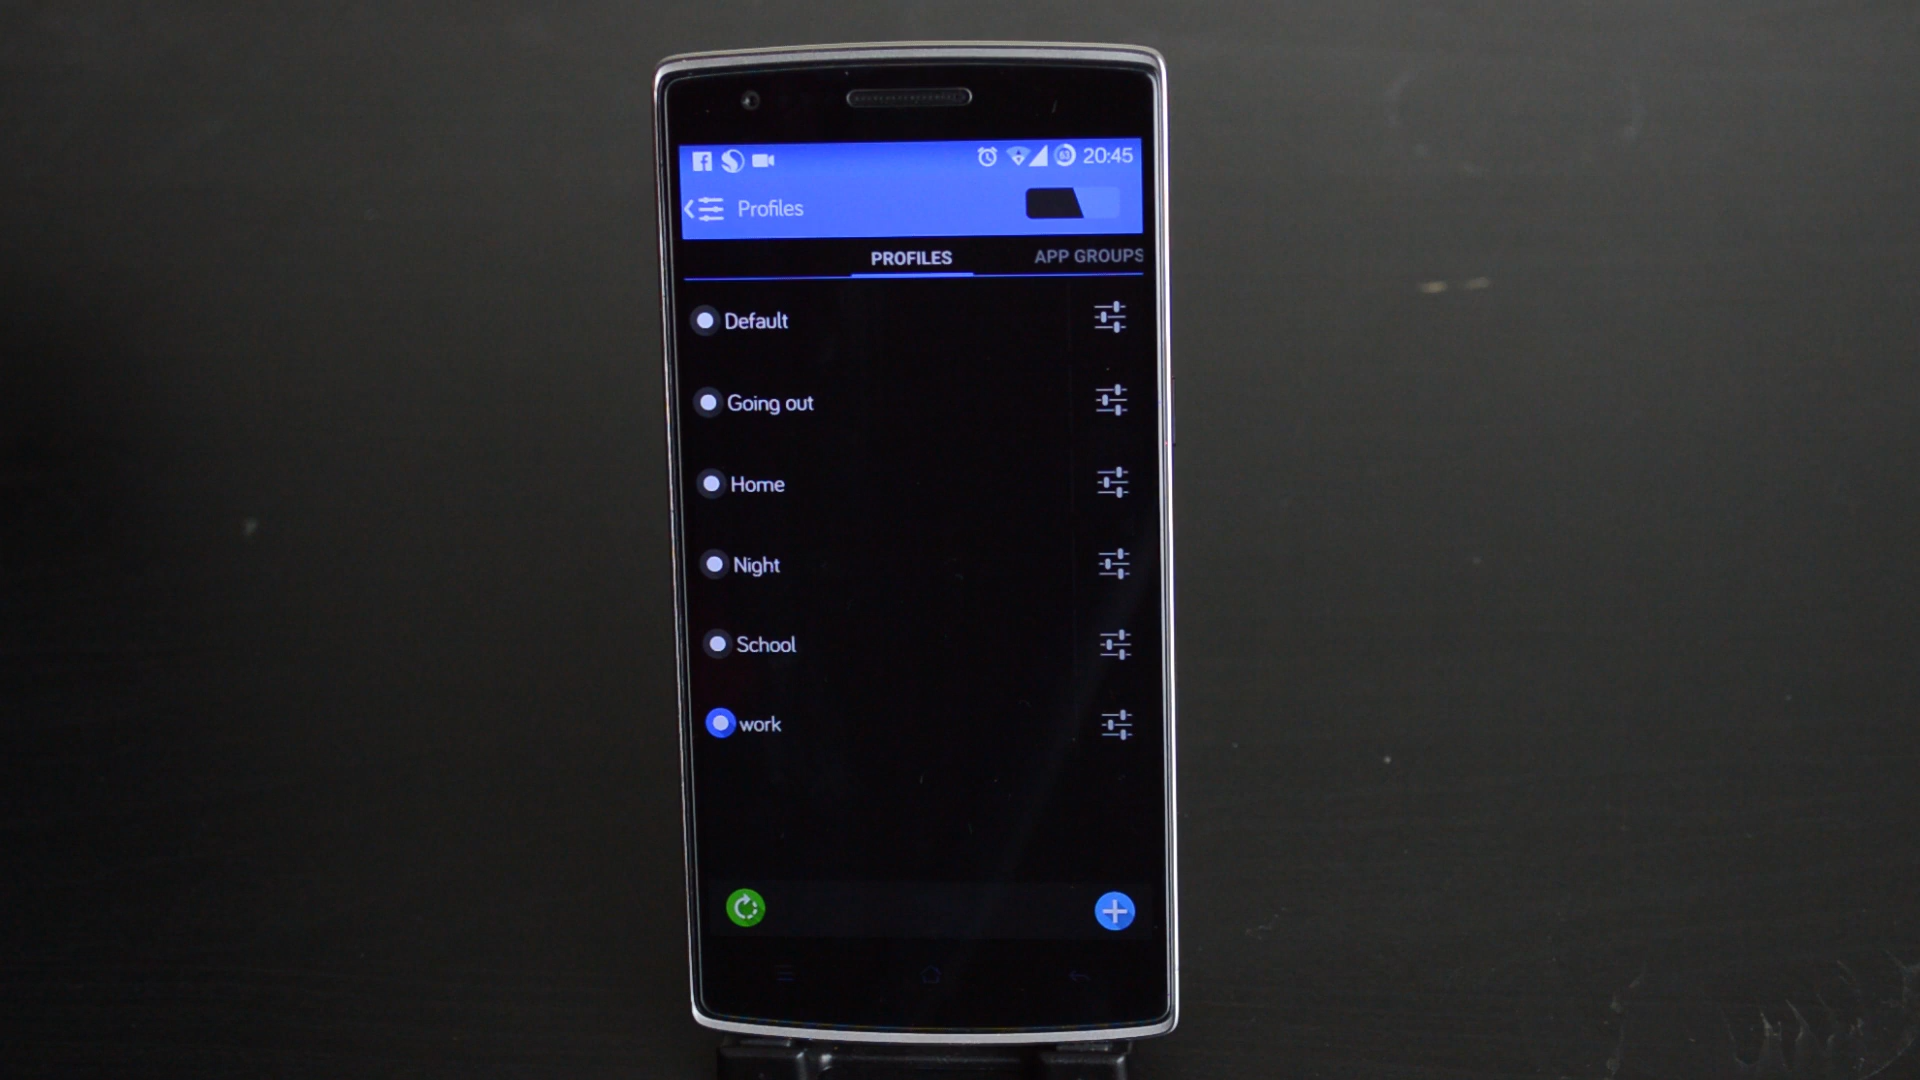 20:45
Profiles
PROFILES APP GROUPS
Default
Going out
Home
Night
School
work